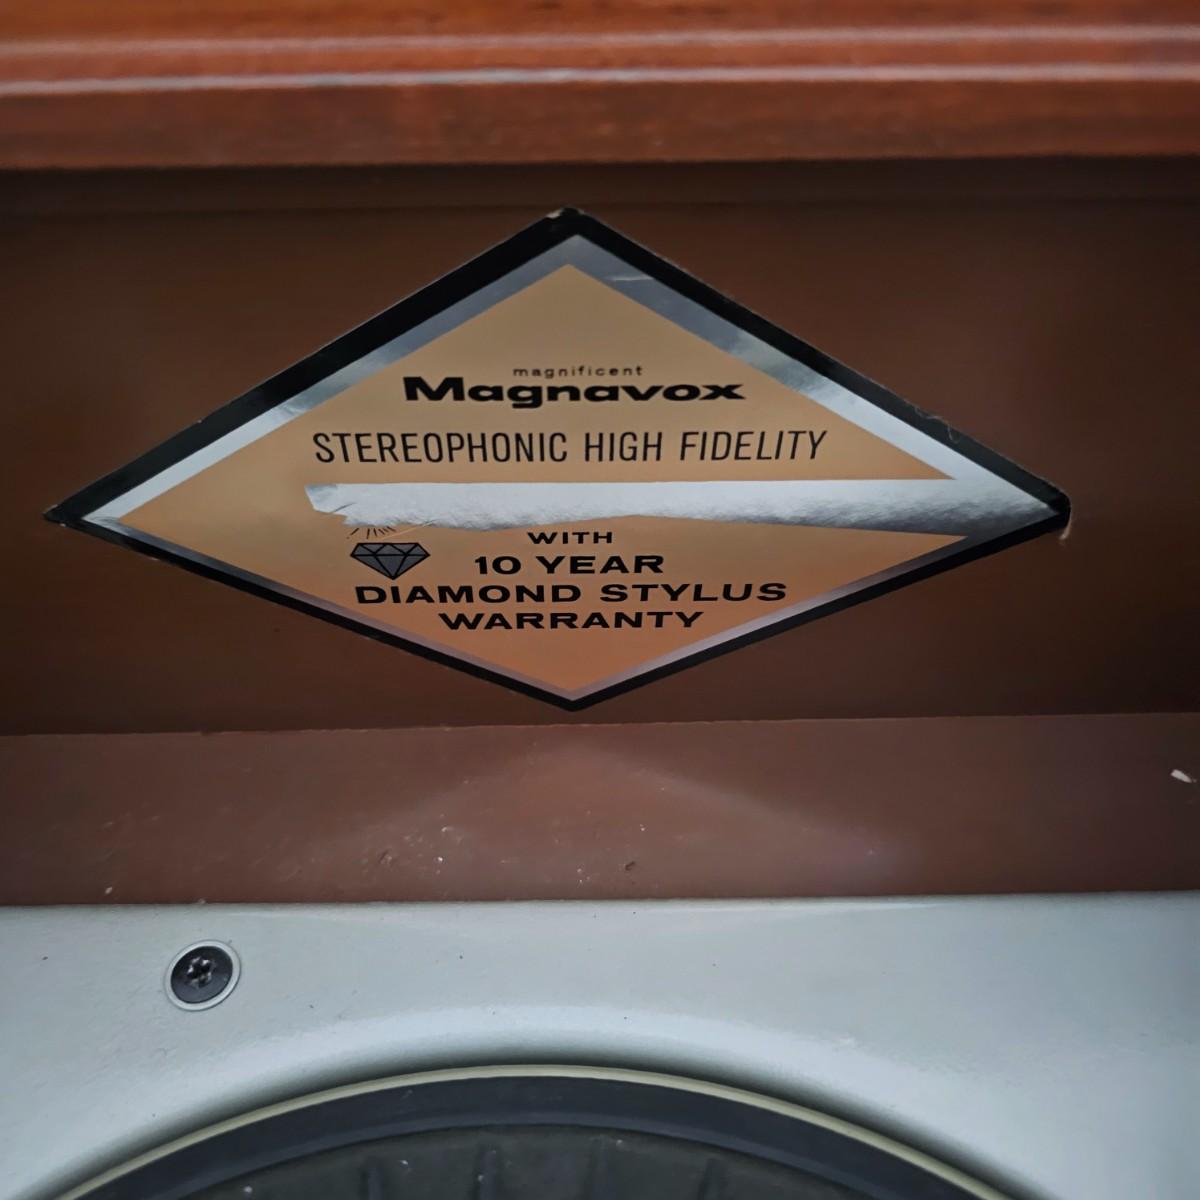 magnificent
Magnavox
STEREOPHONIC HIGH FIDELITY
WITH
10 YEAR
DIAMOND STYLUS
WARRANTY